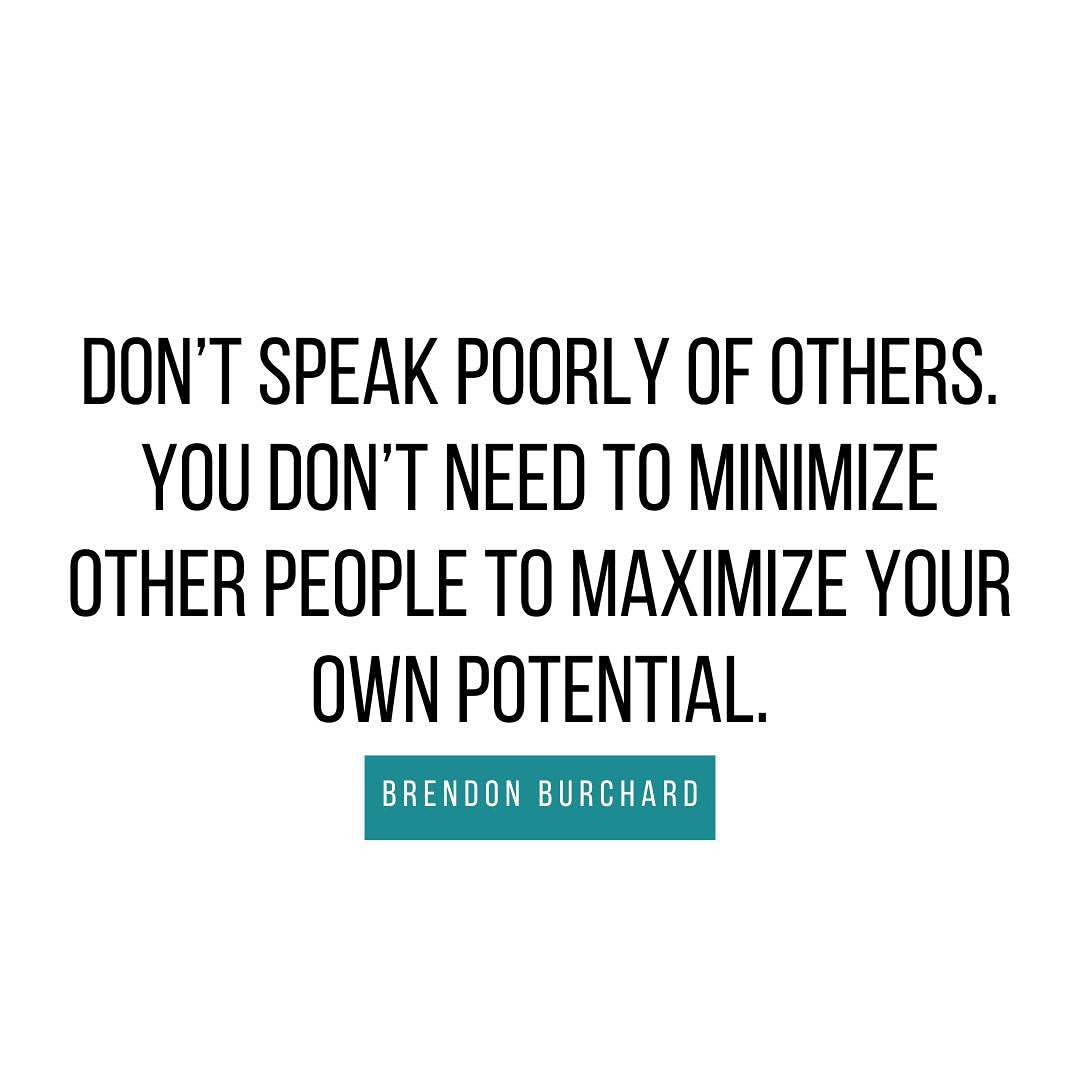 DON’T SPEAK POORLY OF OTHERS.
YOU DON’T NEED TO MINIMIZE
OTHER PEOPLE TO MAXIMIZE YOUR
OWN POTENTIAL.
BRENDON BURCHARD